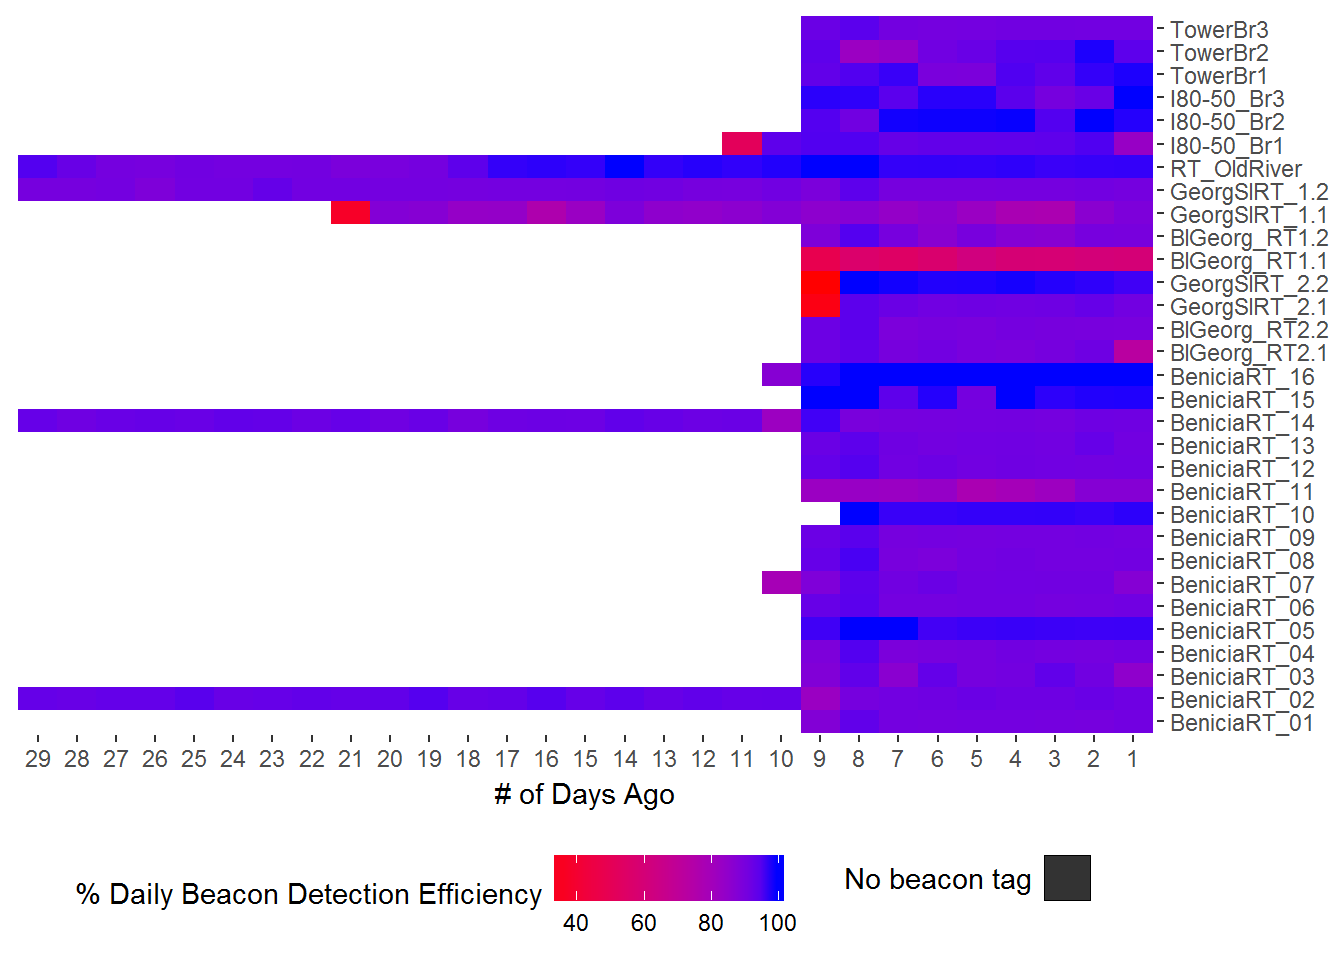 TowerBr3
TowerBr2
TowerBr1
I80-50_Br3
I80-50_Br2
I80-50_Br1
RT_OldRiver
GeorgSlRT_1.2
GeorgSlRT_1.1
BlGeorg_RT1.2
BlGeorg_RT1.1
GeorgSlRT_2.2
GeorgSlRT_2.1
BlGeorg_RT2.2
BlGeorg_RT2.1
BeniciaRT_16
BeniciaRT_15
BeniciaRT_14
BeniciaRT_13
BeniciaRT_12
BeniciaRT_11
BeniciaRT_10
BeniciaRT_09
BeniciaRT_08
BeniciaRT_07
BeniciaRT_06
BeniciaRT_05
BeniciaRT_04
BeniciaRT_03
BeniciaRT_02
BeniciaRT_01
29 28 27 26 25 24 23 22 21 20 19 18 17 16 15 14 13 12 11 10 9 8 7 6 5 4 3 2 1
# of Days Ago
% Daily Beacon Detection Efficiency
40 60 80 100
No beacon tag